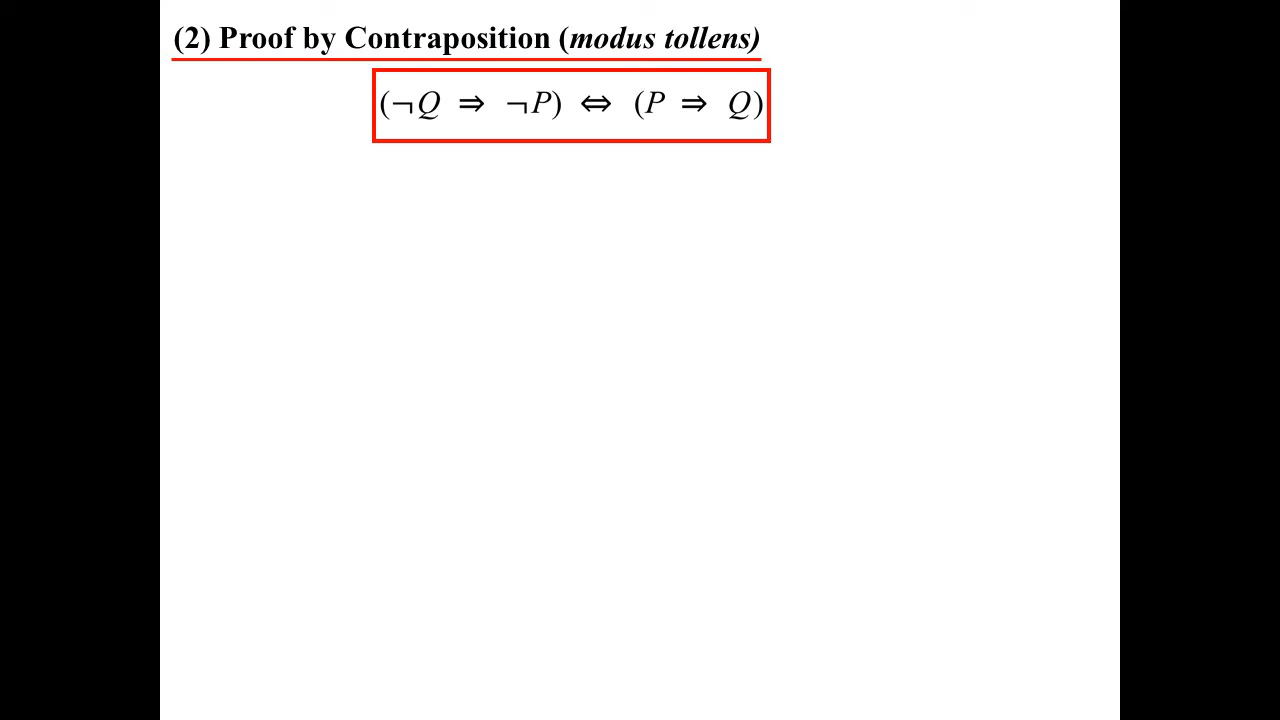 (2) Proof by Contraposition (modus tollens)
(¬Q ⇒ ¬P) ⇔ (P ⇒ Q)